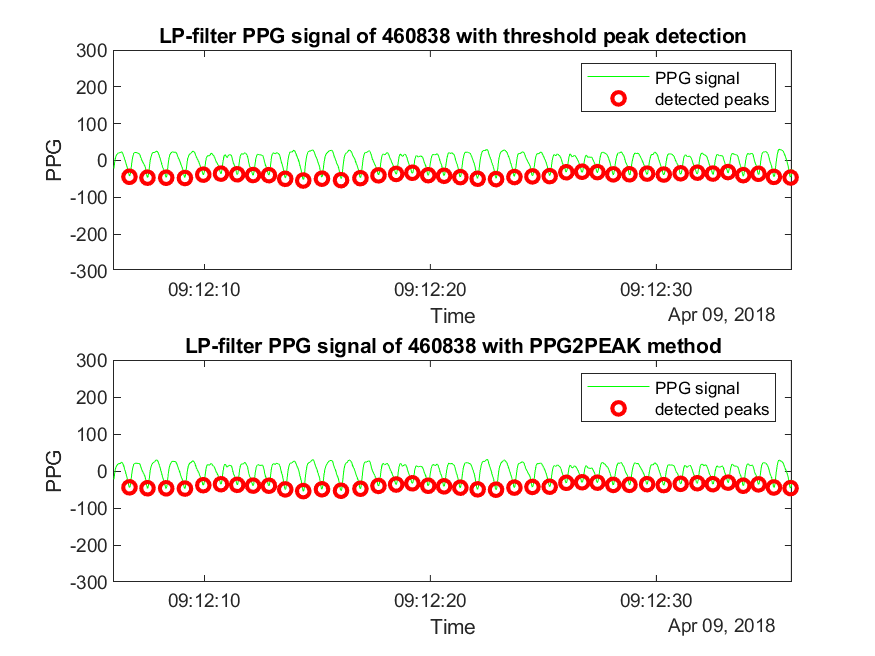 LP-filter PPG signal of 460838 with threshold peak detection
300
200
100
0
-100
-200
-300
PPG
PPG signal
detected peaks
09:12:10
09:12:20
09:12:30
Time
Apr 09, 2018
LP-filter PPG signal of 460838 with PPG2PEAK method
300
200
100
0
-100
-200
-300
PPG
PPG signal
detected peaks
09:12:10
09:12:20
09:12:30
Time
Apr 09, 2018